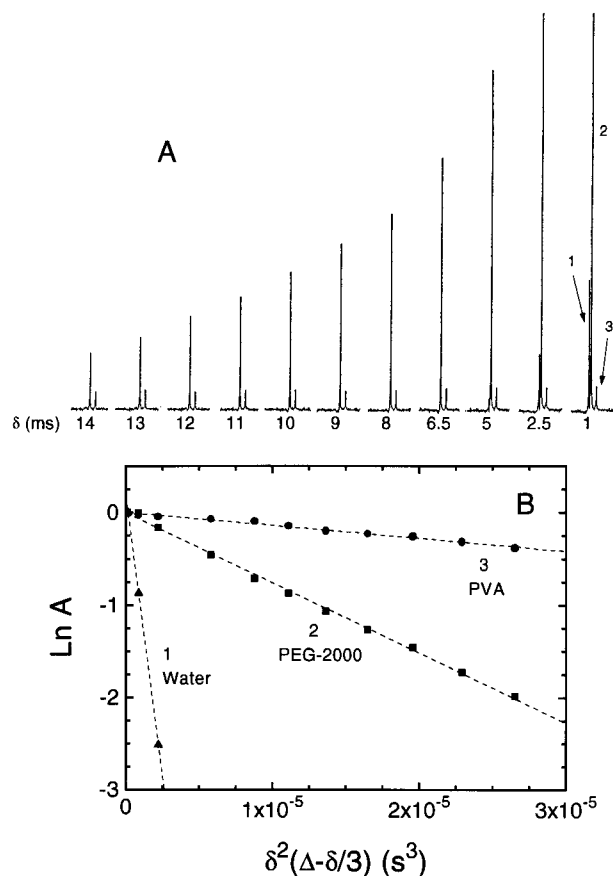 A
2
1
3
δ (ms) 14 13 12 11 10 9 8 6.5 5 2.5 1
B
0
-1
-2
-3
Ln A
3
PVA
2
PEG-2000
1
Water
0 1x10⁻⁵ 2x10⁻⁵ 3x10⁻⁵
δ²(Δ-δ/3) (s³)